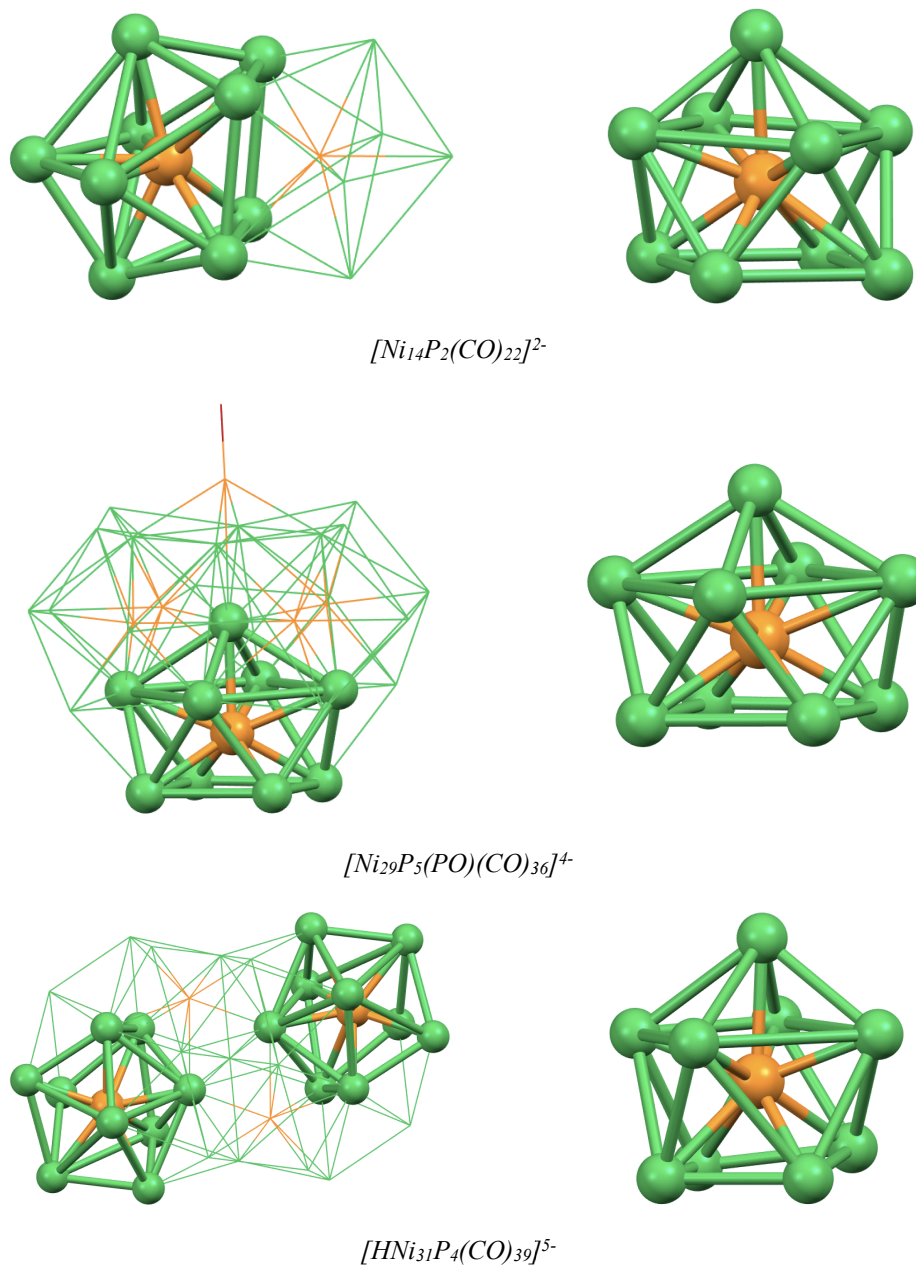 [Ni₁₄P₂(CO)₂₂]²⁻
[Ni₂₉P₅(PO)(CO)₃₆]⁴⁻
[HNi₃₁P₄(CO)₃₉]⁵⁻